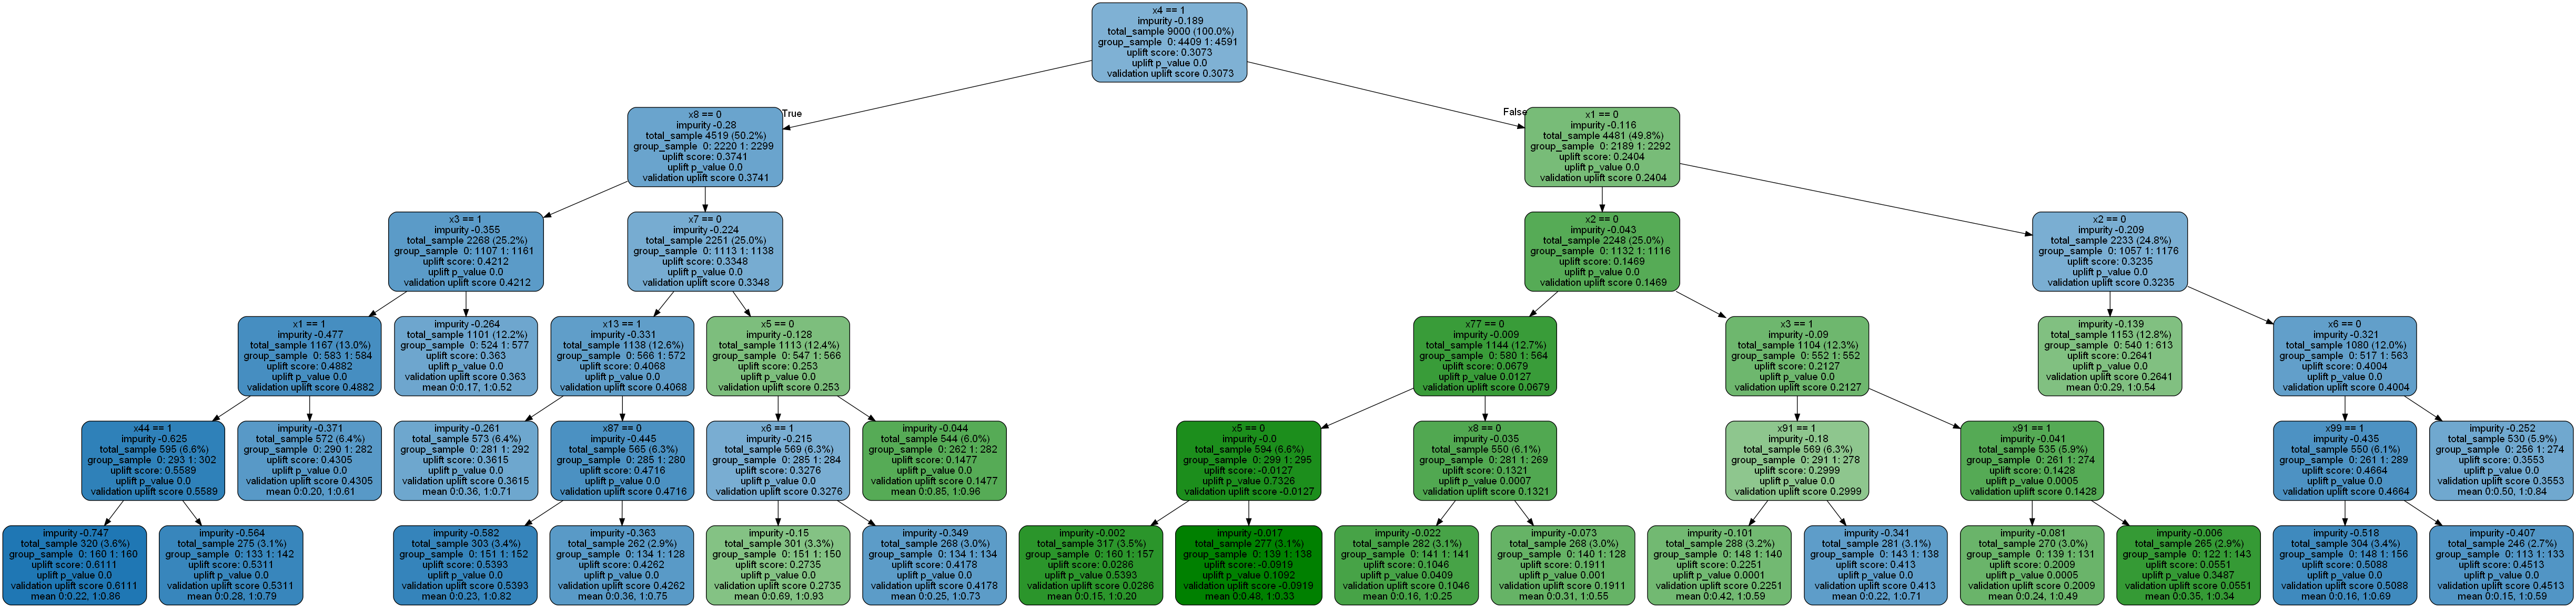 x4 == 1
impurity -0.189
total_sample 9000 (100.0%)
group_sample  0: 4409 1: 4591
uplift score: 0.3073
uplift p_value 0.0
validation uplift score 0.3073
True
False
x8 == 0
impurity -0.28
total_sample 4519 (50.2%)
group_sample  0: 2220 1: 2299
uplift score: 0.3741
uplift p_value 0.0
validation uplift score 0.3741
x1 == 0
impurity -0.116
total_sample 4481 (49.8%)
group_sample  0: 2189 1: 2292
uplift score: 0.2404
uplift p_value 0.0
validation uplift score 0.2404
x3 == 1
impurity -0.355
total_sample 2268 (25.2%)
group_sample  0: 1107 1: 1161
uplift score: 0.4212
uplift p_value 0.0
validation uplift score 0.4212
x7 == 0
impurity -0.224
total_sample 2251 (25.0%)
group_sample  0: 1113 1: 1138
uplift score: 0.3348
uplift p_value 0.0
validation uplift score 0.3348
x2 == 0
impurity -0.043
total_sample 2248 (25.0%)
group_sample  0: 1132 1: 1116
uplift score: 0.1469
uplift p_value 0.0
validation uplift score 0.1469
x2 == 0
impurity -0.209
total_sample 2233 (24.8%)
group_sample  0: 1057 1: 1176
uplift score: 0.3235
uplift p_value 0.0
validation uplift score 0.3235
x1 == 1
impurity -0.477
total_sample 1167 (13.0%)
group_sample  0: 583 1: 584
uplift score: 0.4882
uplift p_value 0.0
validation uplift score 0.4882
impurity -0.264
total_sample 1101 (12.2%)
group_sample  0: 524 1: 577
uplift score: 0.363
uplift p_value 0.0
validation uplift score 0.363
mean 0:0.17, 1:0.52
x13 == 1
impurity -0.331
total_sample 1138 (12.6%)
group_sample  0: 566 1: 572
uplift score: 0.4068
uplift p_value 0.0
validation uplift score 0.4068
x5 == 0
impurity -0.128
total_sample 1113 (12.4%)
group_sample  0: 547 1: 566
uplift score: 0.253
uplift p_value 0.0
validation uplift score 0.253
x77 == 0
impurity -0.009
total_sample 1144 (12.7%)
group_sample  0: 580 1: 564
uplift score: 0.0679
uplift p_value 0.0127
validation uplift score 0.0679
x3 == 1
impurity -0.09
total_sample 1104 (12.3%)
group_sample  0: 552 1: 552
uplift score: 0.2127
uplift p_value 0.0
validation uplift score 0.2127
impurity -0.139
total_sample 1153 (12.8%)
group_sample  0: 540 1: 613
uplift score: 0.2641
uplift p_value 0.0
validation uplift score 0.2641
mean 0:0.29, 1:0.54
x6 == 0
impurity -0.321
total_sample 1080 (12.0%)
group_sample  0: 517 1: 563
uplift score: 0.4004
uplift p_value 0.0
validation uplift score 0.4004
x44 == 1
impurity -0.625
total_sample 595 (6.6%)
group_sample  0: 293 1: 302
uplift score: 0.5589
uplift p_value 0.0
validation uplift score 0.5589
impurity -0.371
total_sample 572 (6.4%)
group_sample  0: 290 1: 282
uplift score: 0.4305
uplift p_value 0.0
validation uplift score 0.4305
mean 0:0.20, 1:0.61
impurity -0.261
total_sample 573 (6.4%)
group_sample  0: 281 1: 292
uplift score: 0.3615
uplift p_value 0.0
validation uplift score 0.3615
mean 0:0.36, 1:0.71
x87 == 0
impurity -0.445
total_sample 565 (6.3%)
group_sample  0: 285 1: 280
uplift score: 0.4716
uplift p_value 0.0
validation uplift score 0.4716
x6 == 1
impurity -0.215
total_sample 569 (6.3%)
group_sample  0: 285 1: 284
uplift score: 0.3276
uplift p_value 0.0
validation uplift score 0.3276
impurity -0.044
total_sample 544 (6.0%)
group_sample  0: 262 1: 282
uplift score: 0.1477
uplift p_value 0.0
validation uplift score 0.1477
mean 0:0.85, 1:0.96
x5 == 0
impurity -0.0
total_sample 594 (6.6%)
group_sample  0: 299 1: 295
uplift score: -0.0127
uplift p_value 0.7326
validation uplift score -0.0127
x8 == 0
impurity -0.035
total_sample 550 (6.1%)
group_sample  0: 281 1: 269
uplift score: 0.1321
uplift p_value 0.0007
validation uplift score 0.1321
x91 == 1
impurity -0.18
total_sample 569 (6.3%)
group_sample  0: 291 1: 278
uplift score: 0.2999
uplift p_value 0.0
validation uplift score 0.2999
x91 == 1
impurity -0.041
total_sample 535 (5.9%)
group_sample  0: 261 1: 274
uplift score: 0.1428
uplift p_value 0.0005
validation uplift score 0.1428
x99 == 1
impurity -0.435
total_sample 550 (6.1%)
group_sample  0: 261 1: 289
uplift score: 0.4664
uplift p_value 0.0
validation uplift score 0.4664
impurity -0.252
total_sample 530 (5.9%)
group_sample  0: 256 1: 274
uplift score: 0.3553
uplift p_value 0.0
validation uplift score 0.3553
mean 0:0.50, 1:0.84
impurity -0.747
total_sample 320 (3.6%)
group_sample  0: 160 1: 160
uplift score: 0.6111
uplift p_value 0.0
validation uplift score 0.6111
mean 0:0.22, 1:0.86
impurity -0.564
total_sample 275 (3.1%)
group_sample  0: 133 1: 142
uplift score: 0.5311
uplift p_value 0.0
validation uplift score 0.5311
mean 0:0.28, 1:0.79
impurity -0.582
total_sample 303 (3.4%)
group_sample  0: 151 1: 152
uplift score: 0.5393
uplift p_value 0.0
validation uplift score 0.5393
mean 0:0.23, 1:0.82
impurity -0.363
total_sample 262 (2.9%)
group_sample  0: 134 1: 128
uplift score: 0.4262
uplift p_value 0.0
validation uplift score 0.4262
mean 0:0.36, 1:0.75
impurity -0.15
total_sample 301 (3.3%)
group_sample  0: 151 1: 150
uplift score: 0.2735
uplift p_value 0.0
validation uplift score 0.2735
mean 0:0.69, 1:0.93
impurity -0.349
total_sample 268 (3.0%)
group_sample  0: 134 1: 134
uplift score: 0.4178
uplift p_value 0.0
validation uplift score 0.4178
mean 0:0.25, 1:0.73
impurity -0.002
total_sample 317 (3.5%)
group_sample  0: 160 1: 157
uplift score: 0.0286
uplift p_value 0.5393
validation uplift score 0.0286
mean 0:0.15, 1:0.20
impurity -0.017
total_sample 277 (3.1%)
group_sample  0: 139 1: 138
uplift score: -0.0919
uplift p_value 0.1092
validation uplift score -0.0919
mean 0:0.48, 1:0.33
impurity -0.022
total_sample 282 (3.1%)
group_sample  0: 141 1: 141
uplift score: 0.1046
uplift p_value 0.0409
validation uplift score 0.1046
mean 0:0.16, 1:0.25
impurity -0.073
total_sample 268 (3.0%)
group_sample  0: 140 1: 128
uplift score: 0.1911
uplift p_value 0.001
validation uplift score 0.1911
mean 0:0.31, 1:0.55
impurity -0.101
total_sample 288 (3.2%)
group_sample  0: 148 1: 140
uplift score: 0.2251
uplift p_value 0.0001
validation uplift score 0.2251
mean 0:0.42, 1:0.59
impurity -0.341
total_sample 281 (3.1%)
group_sample  0: 143 1: 138
uplift score: 0.413
uplift p_value 0.0
validation uplift score 0.413
mean 0:0.22, 1:0.71
impurity -0.081
total_sample 270 (3.0%)
group_sample  0: 139 1: 131
uplift score: 0.2009
uplift p_value 0.0005
validation uplift score 0.2009
mean 0:0.24, 1:0.49
impurity -0.006
total_sample 265 (2.9%)
group_sample  0: 122 1: 143
uplift score: 0.0551
uplift p_value 0.3487
validation uplift score 0.0551
mean 0:0.35, 1:0.34
impurity -0.518
total_sample 304 (3.4%)
group_sample  0: 148 1: 156
uplift score: 0.5088
uplift p_value 0.0
validation uplift score 0.5088
mean 0:0.16, 1:0.69
impurity -0.407
total_sample 246 (2.7%)
group_sample  0: 113 1: 133
uplift score: 0.4513
uplift p_value 0.0
validation uplift score 0.4513
mean 0:0.15, 1:0.59